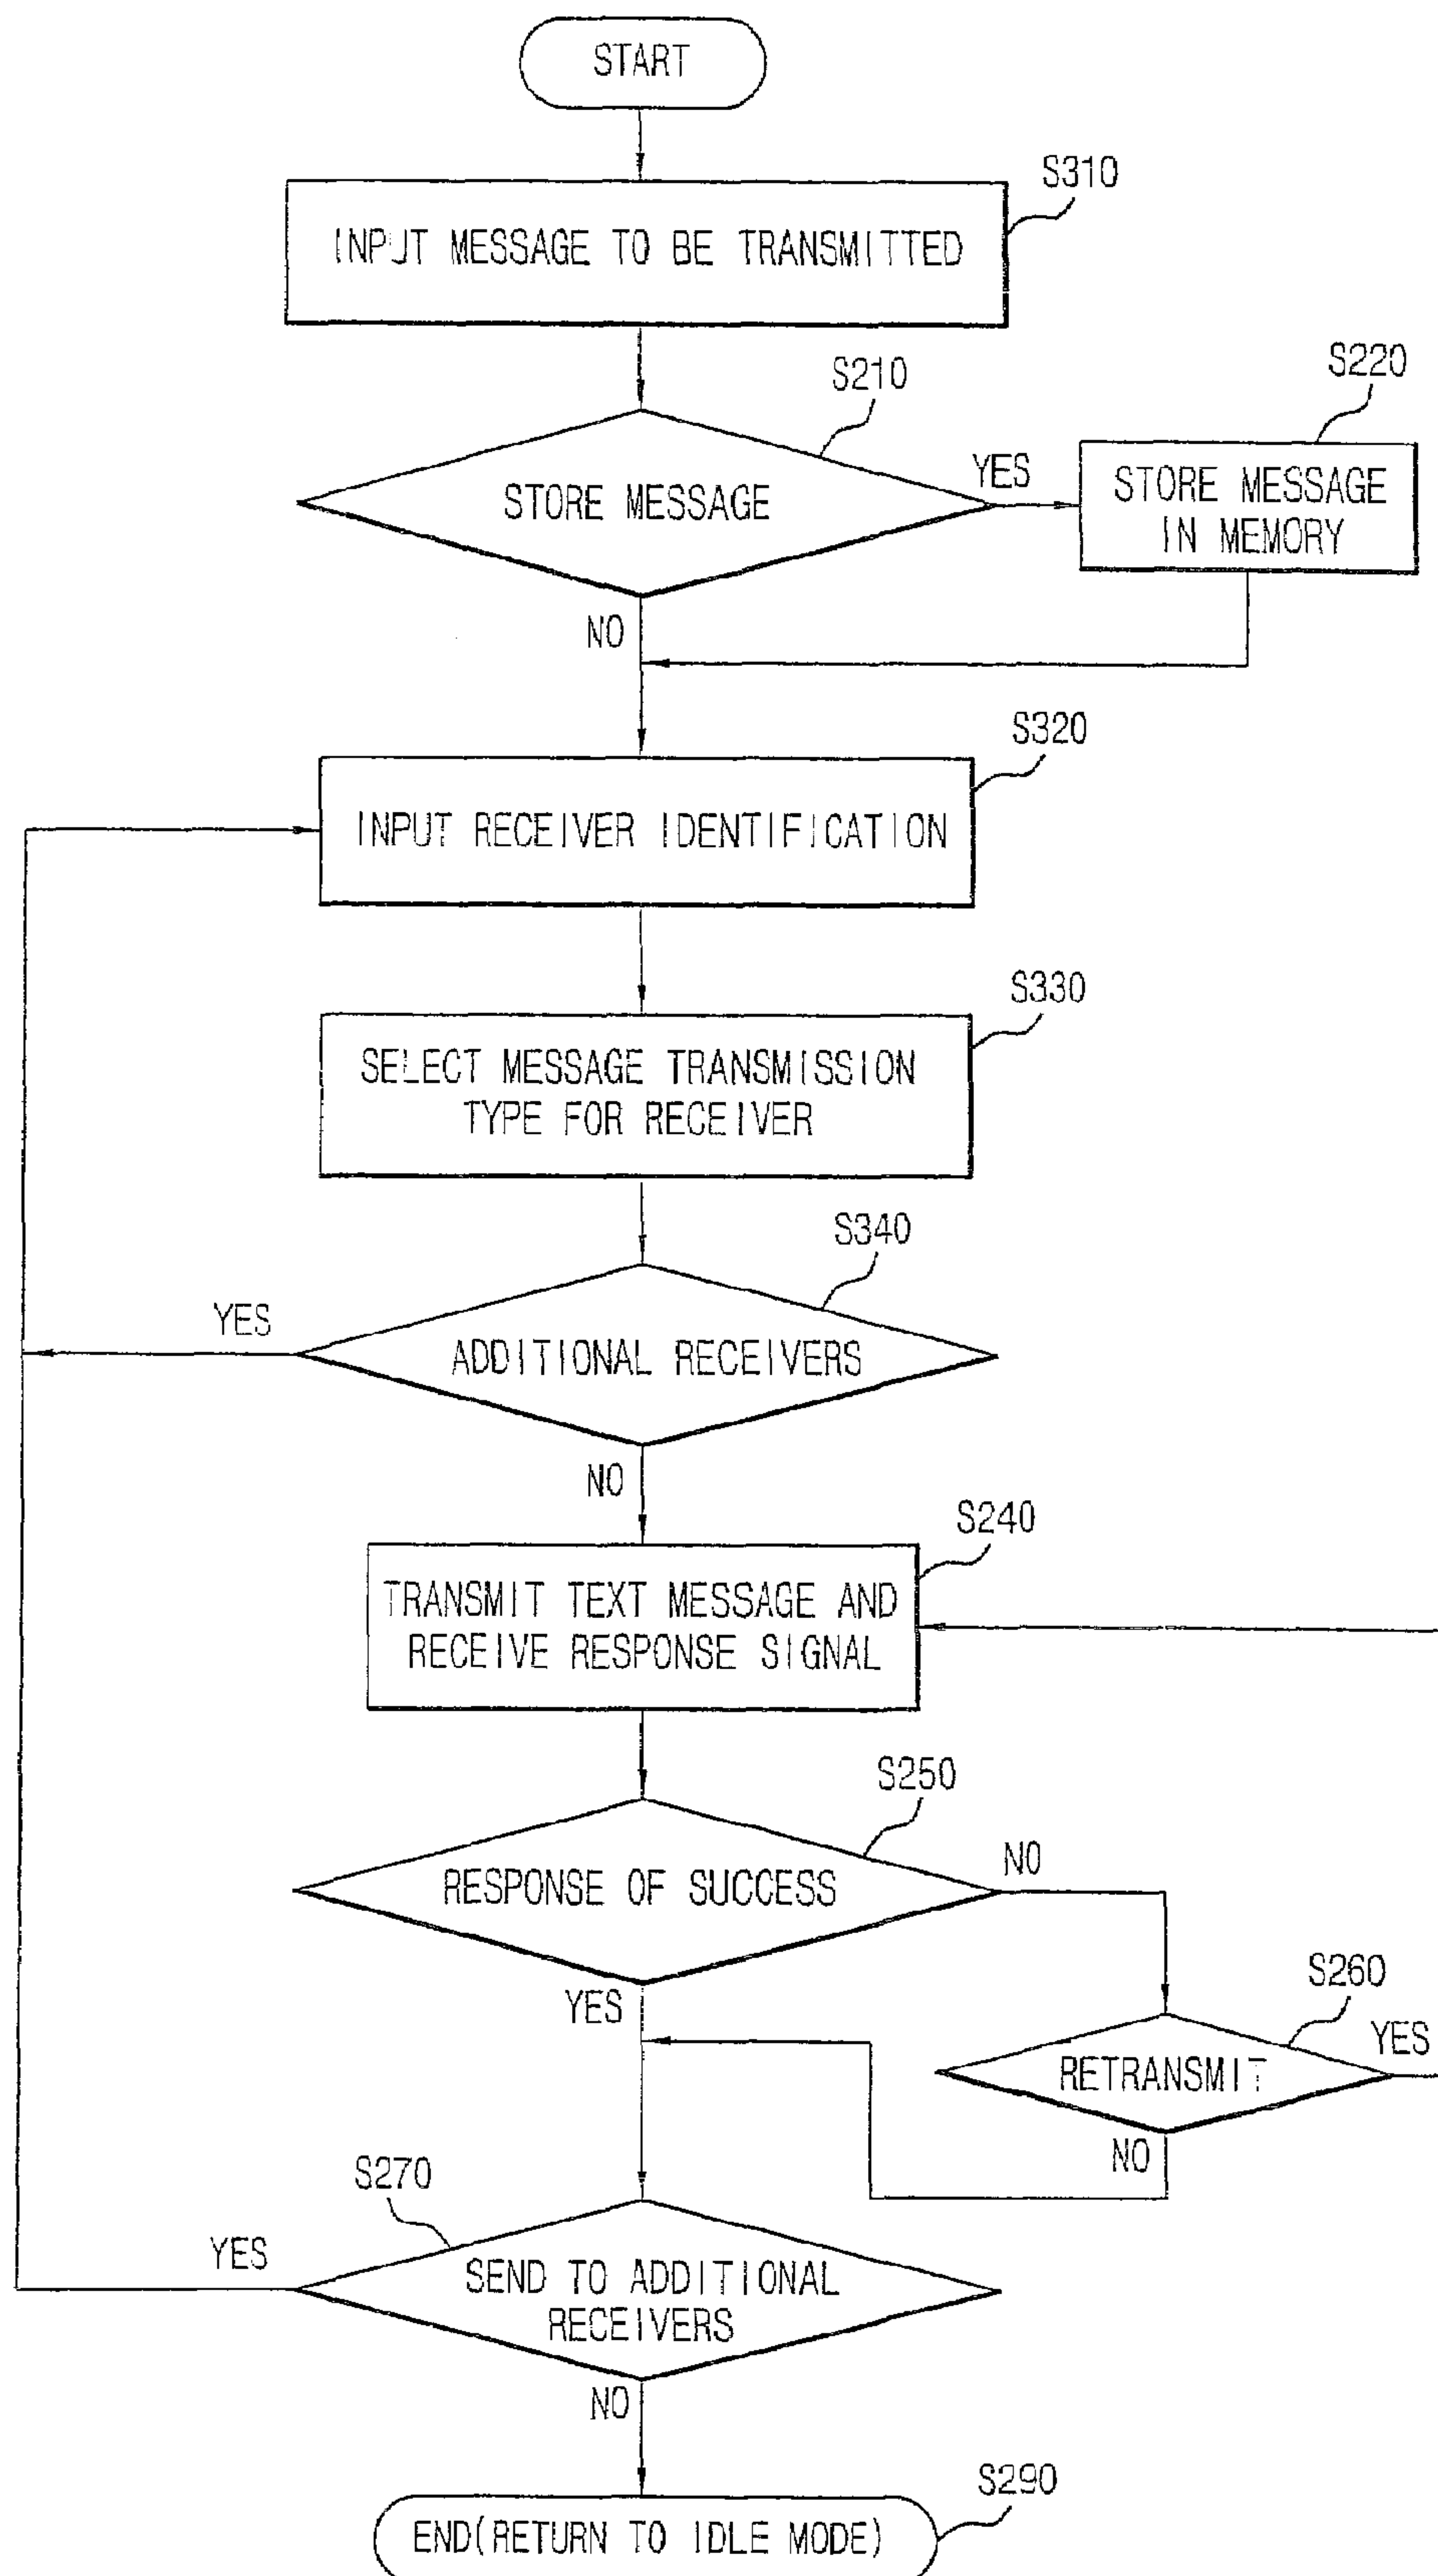 START
S310
INPUT MESSAGE TO BE TRANSMITTED
S210
S220
STORE MESSAGE
YES
STORE MESSAGE
IN MEMORY
NO
S320
INPUT RECEIVER IDENTIFICATION
S330
SELECT MESSAGE TRANSMISSION
TYPE FOR RECEIVER
S340
YES
ADDITIONAL RECEIVERS
NO
S240
TRANSMIT TEXT MESSAGE AND
RECEIVE RESPONSE SIGNAL
S250
RESPONSE OF SUCCESS
NO
YES
S260
RETRANSMIT
YES
NO
S270
YES
SEND TO ADDITIONAL
RECEIVERS
NO
S290
END(RETURN TO IDLE MODE)